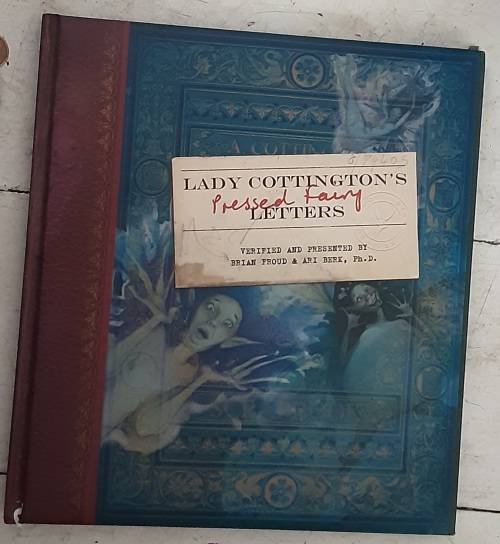 LADY COTTINGTON'S
Pressed Fairy
LETTERS
VERIFIED AND PRESENTED BY
BRIAN FROUD & ARI BERK, Ph.D.